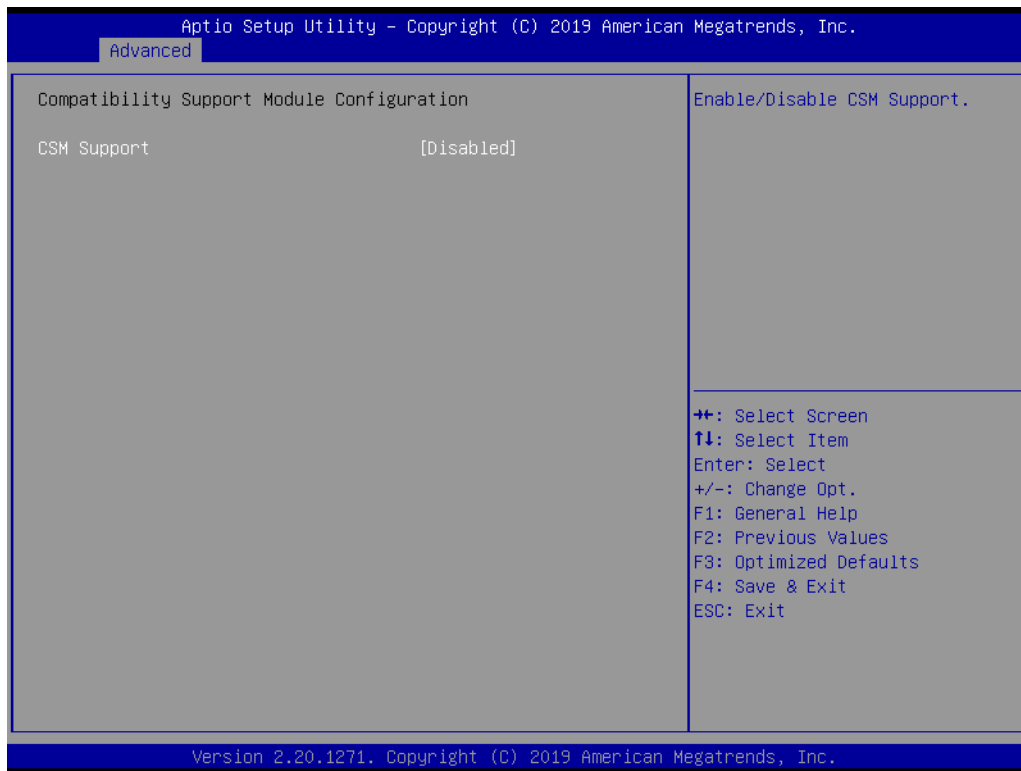 Aptio Setup Utility – Copyright (C) 2019 American Megatrends, Inc.
Advanced
Compatibility Support Module Configuration
CSM Support [Disabled]
Enable/Disable CSM Support.
→←: Select Screen
↑↓: Select Item
Enter: Select
+/-: Change Opt.
F1: General Help
F2: Previous Values
F3: Optimized Defaults
F4: Save & Exit
ESC: Exit
Version 2.20.1271. Copyright (C) 2019 American Megatrends, Inc.